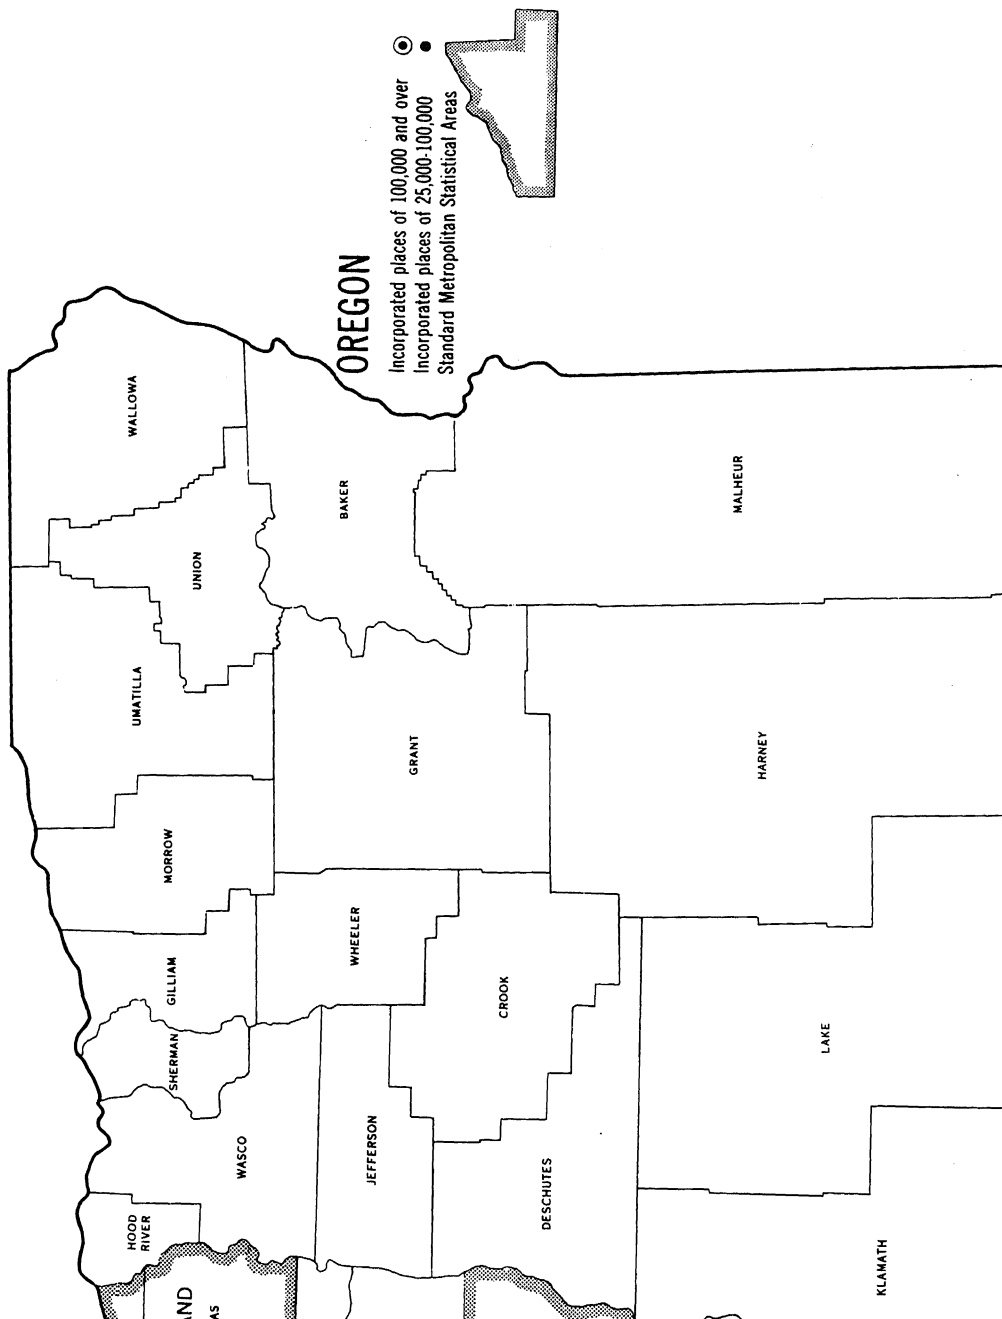 OREGON
Incorporated places of 100,000 and over
Incorporated places of 25,000-100,000
Standard Metropolitan Statistical Areas
WALLOWA
UNION
UMATILLA
BAKER
MALHEUR
GRANT
HARNEY
MORROW
GILLIAM
WHEELER
CROOK
SHERMAN
LAKE
WASCO
JEFFERSON
DESCHUTES
HOOD
RIVER
KLAMATH
AND
AS